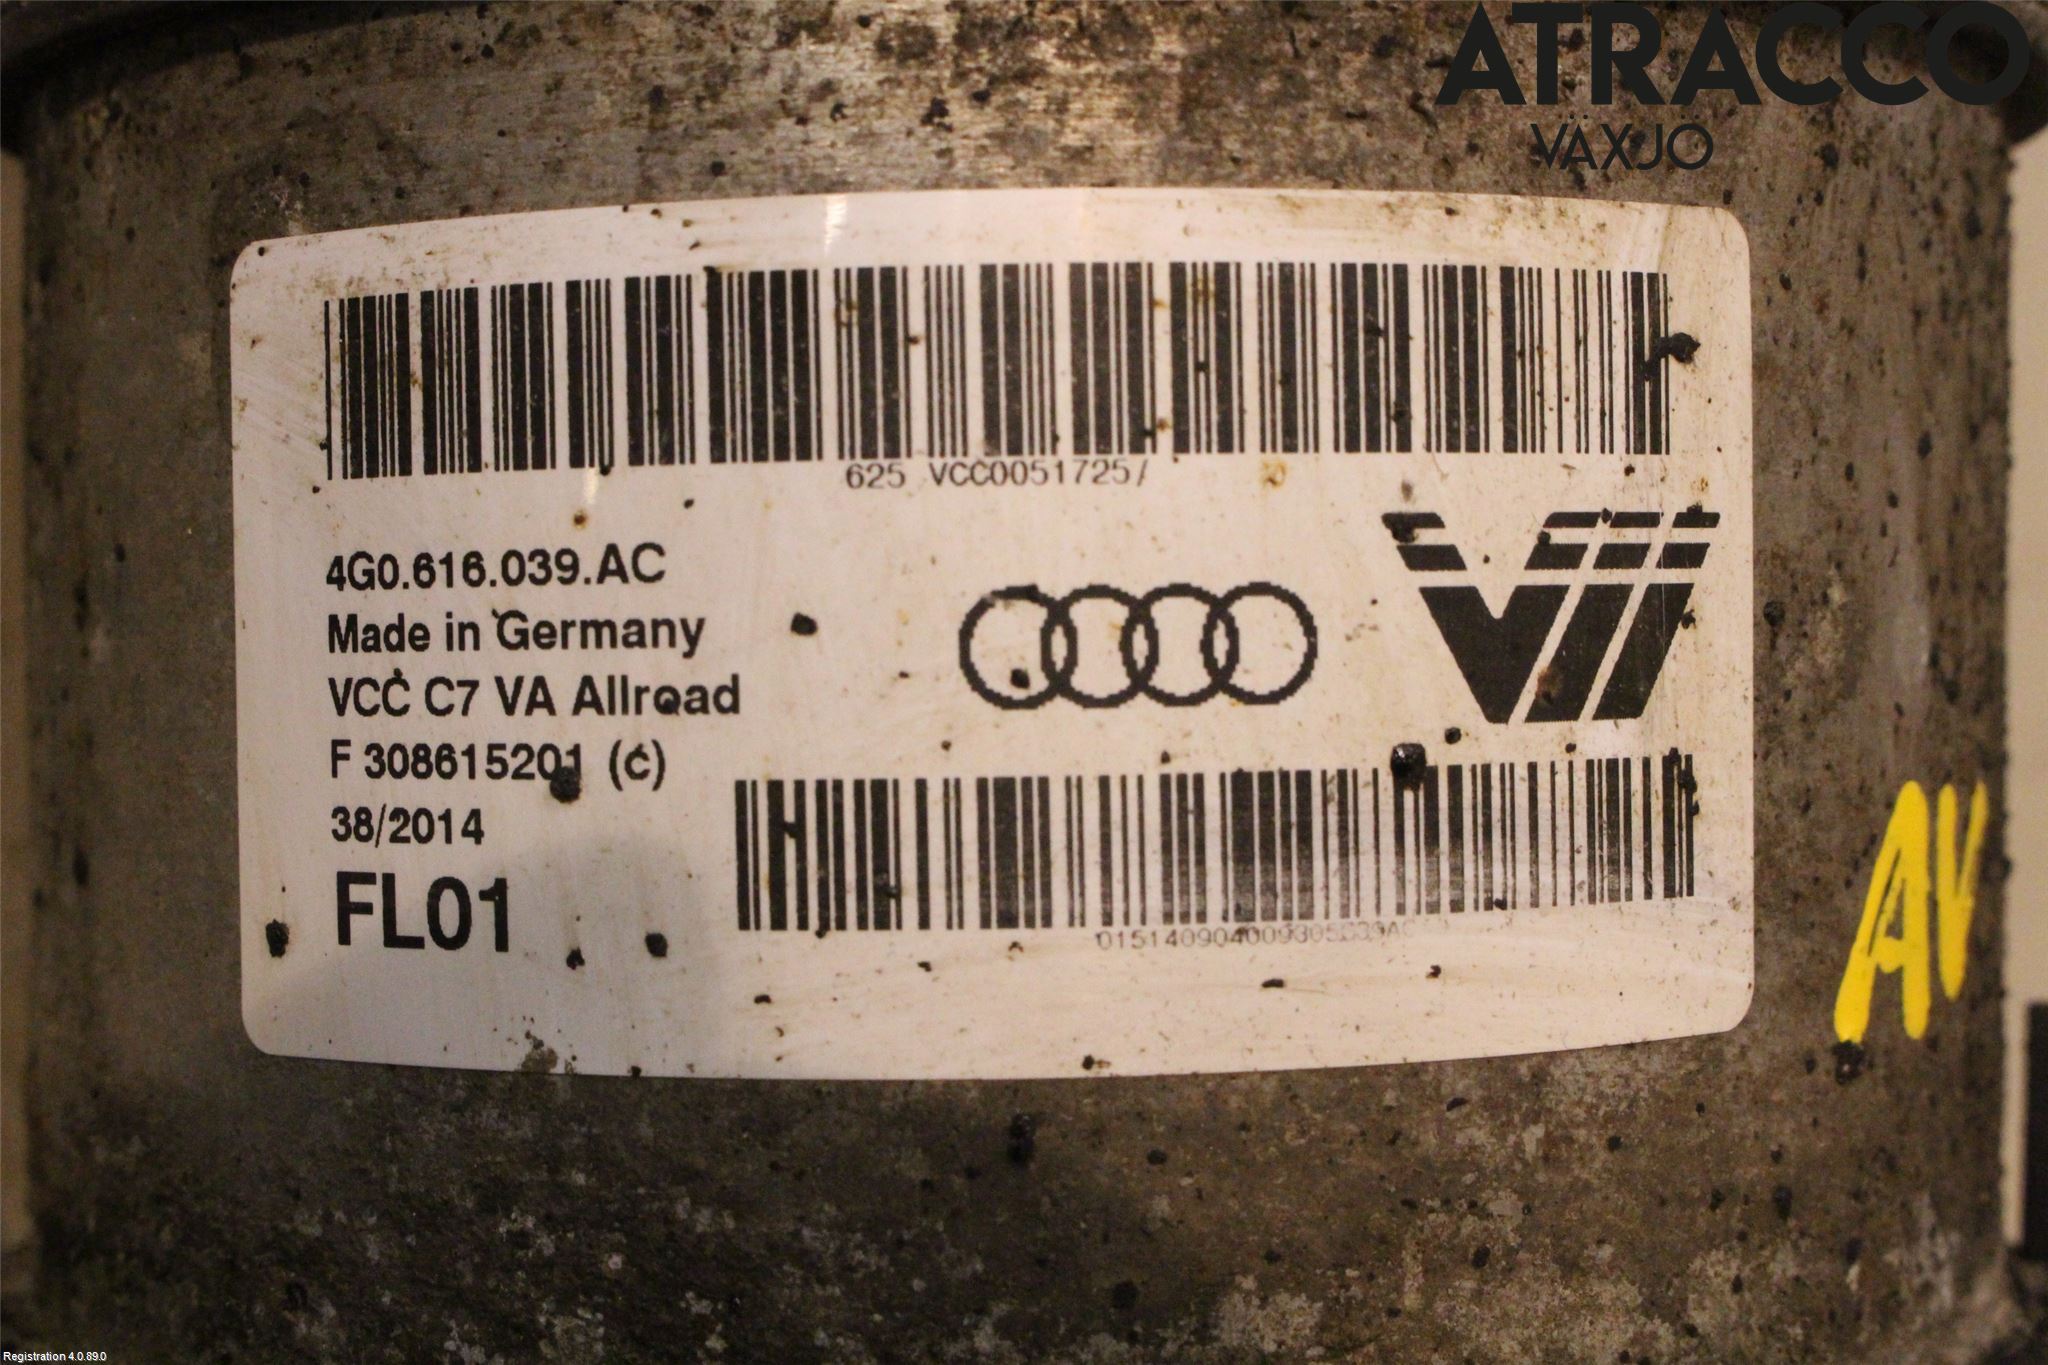 ATRACCO
VÄXJÖ
625 VCC0051725/
4G0.616.039.AC
Made in Germany
VCC C7 VA Allroad
F 308615201 (c)
38/2014
FL01
AV
Registration 4.0.89.0